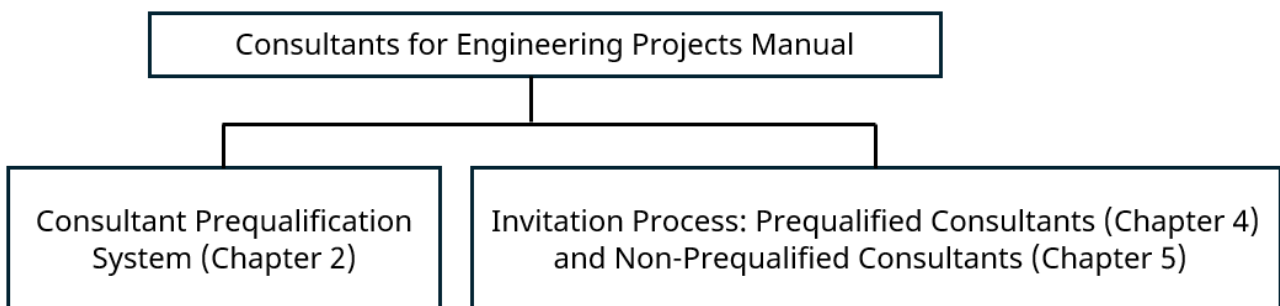 Consultants for Engineering Projects Manual
Consultant Prequalification
System (Chapter 2)
Invitation Process: Prequalified Consultants (Chapter 4)
and Non-Prequalified Consultants (Chapter 5)